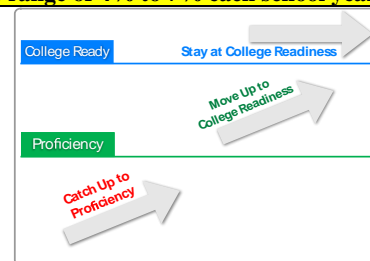 College Ready
Stay at College Readiness
Move Up to
College Readiness
Proficiency
Catch Up to
Proficiency